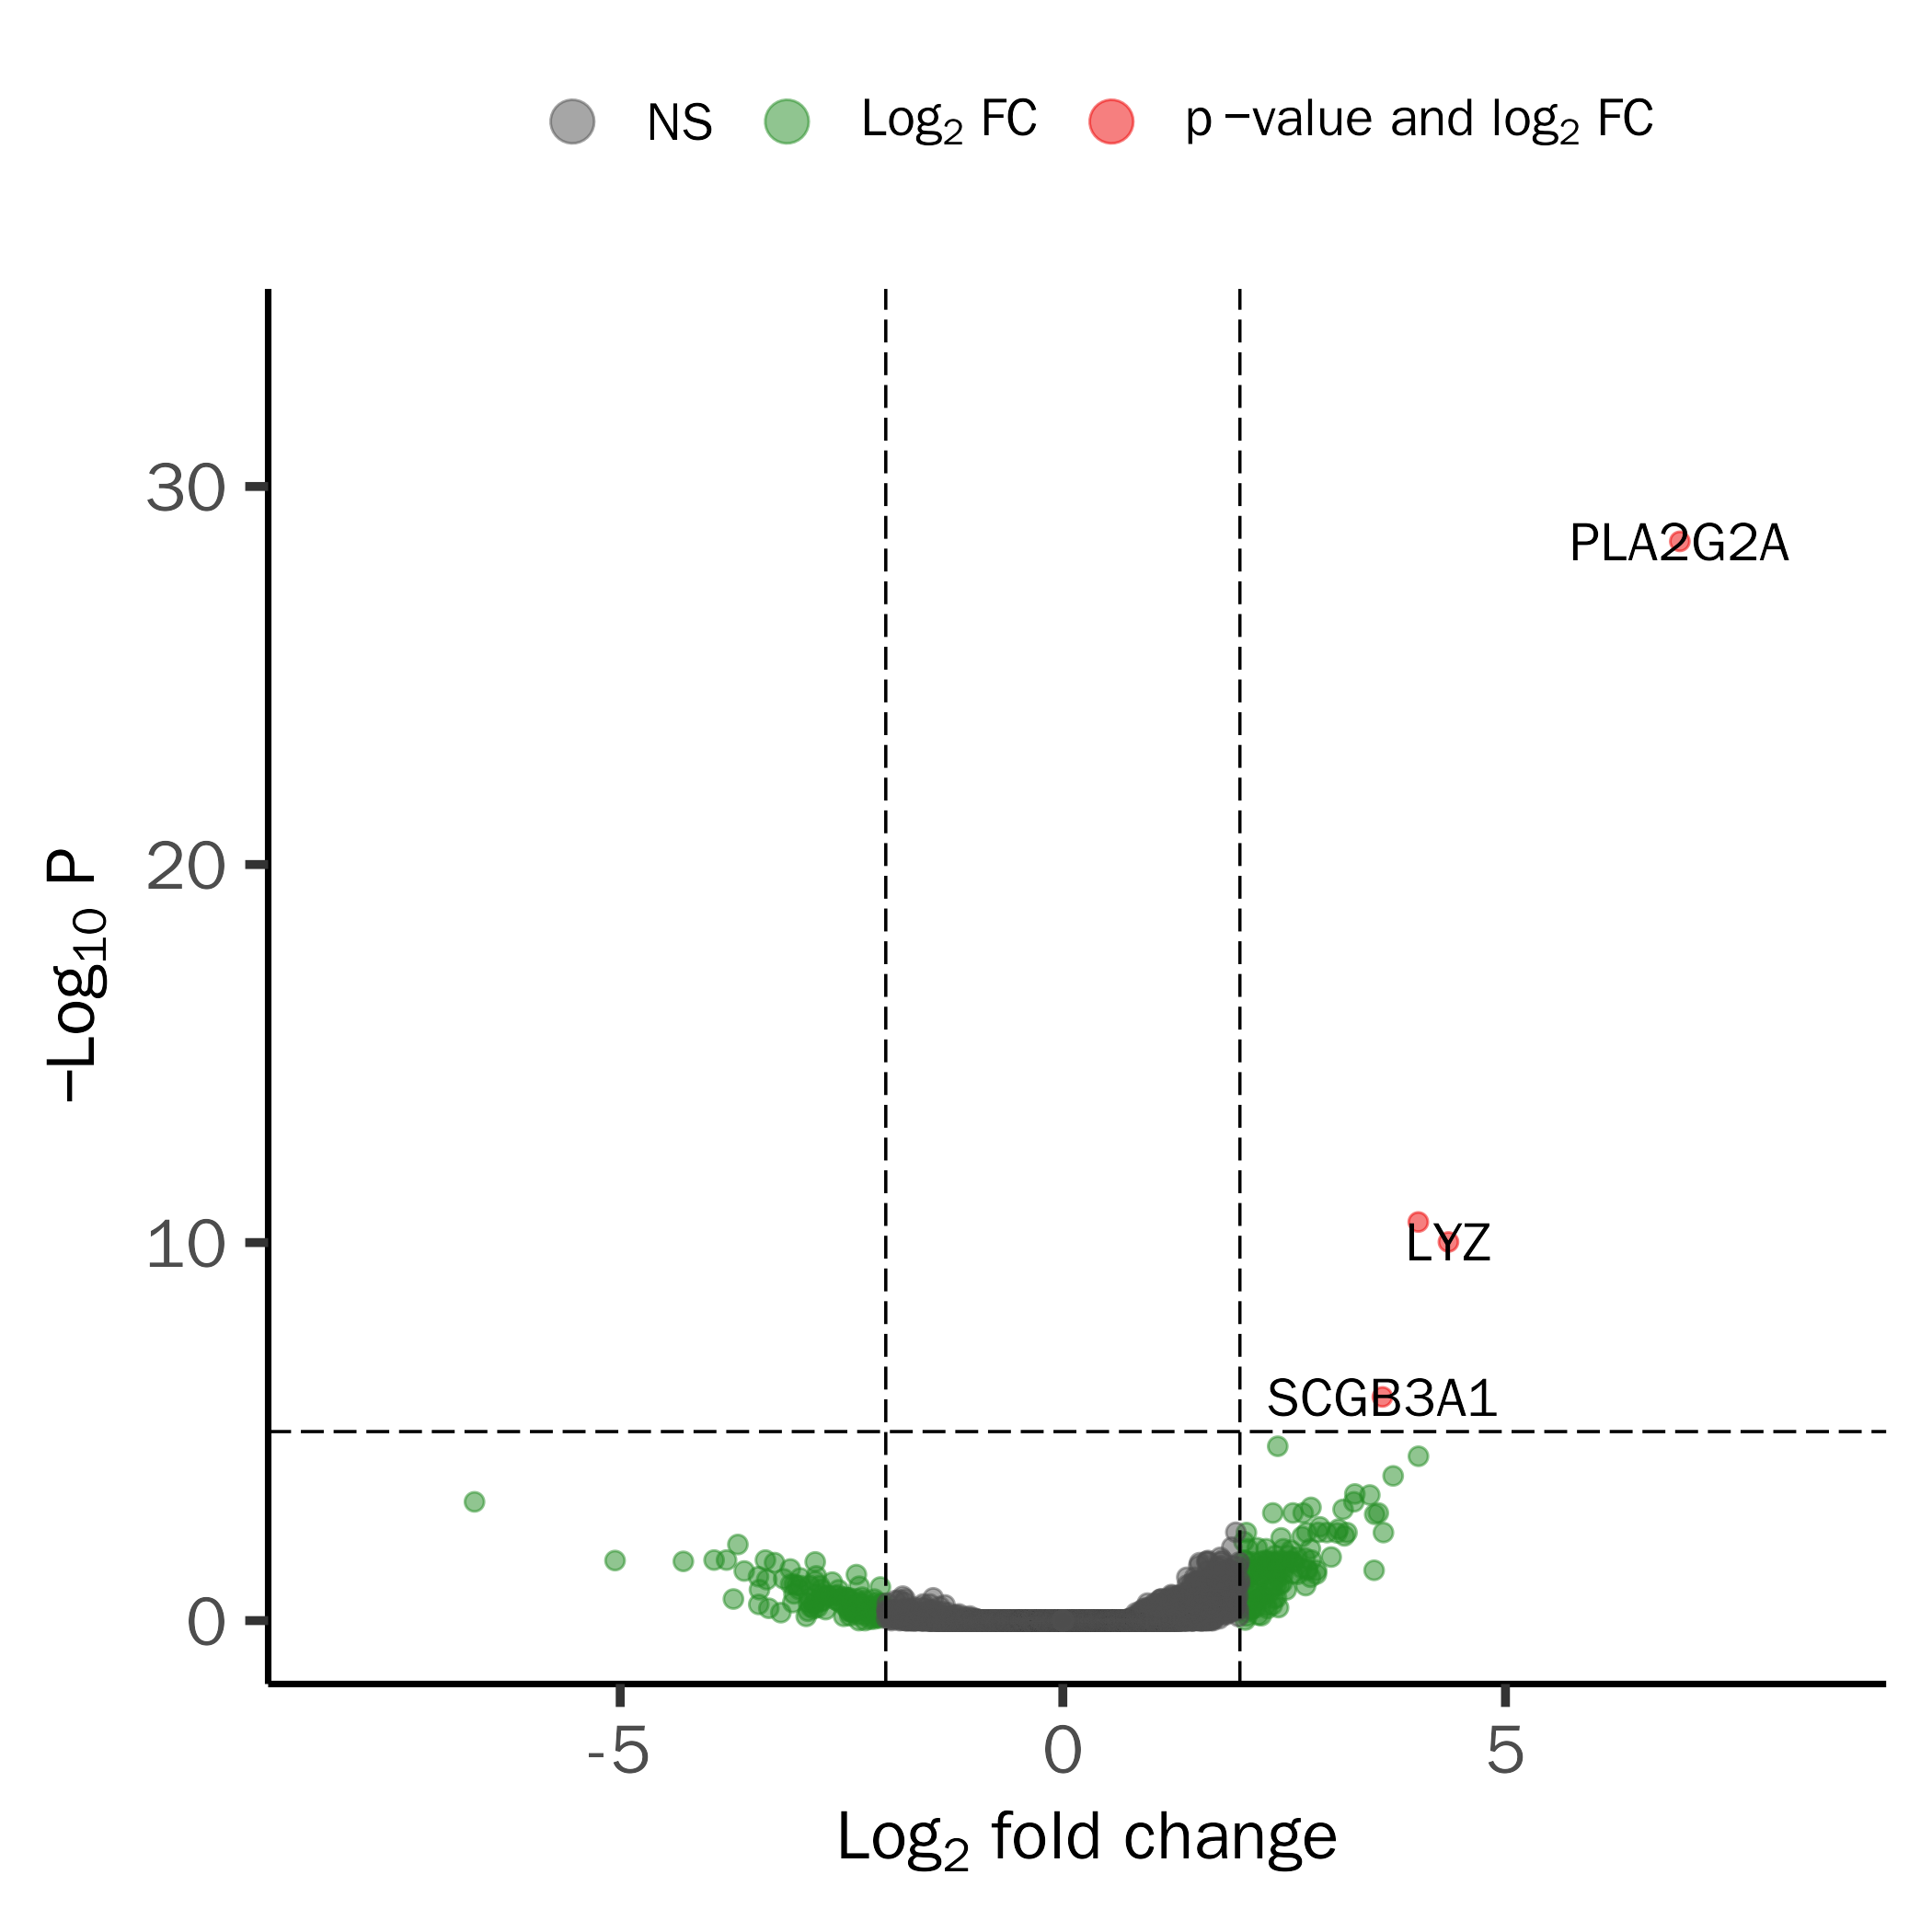 NS
Log₂ FC
p −value and log₂ FC
−Log₁₀ P
30
20
10
0
PLA2G2A
LYZ
SCGB3A1
-5
0
5
Log₂ fold change